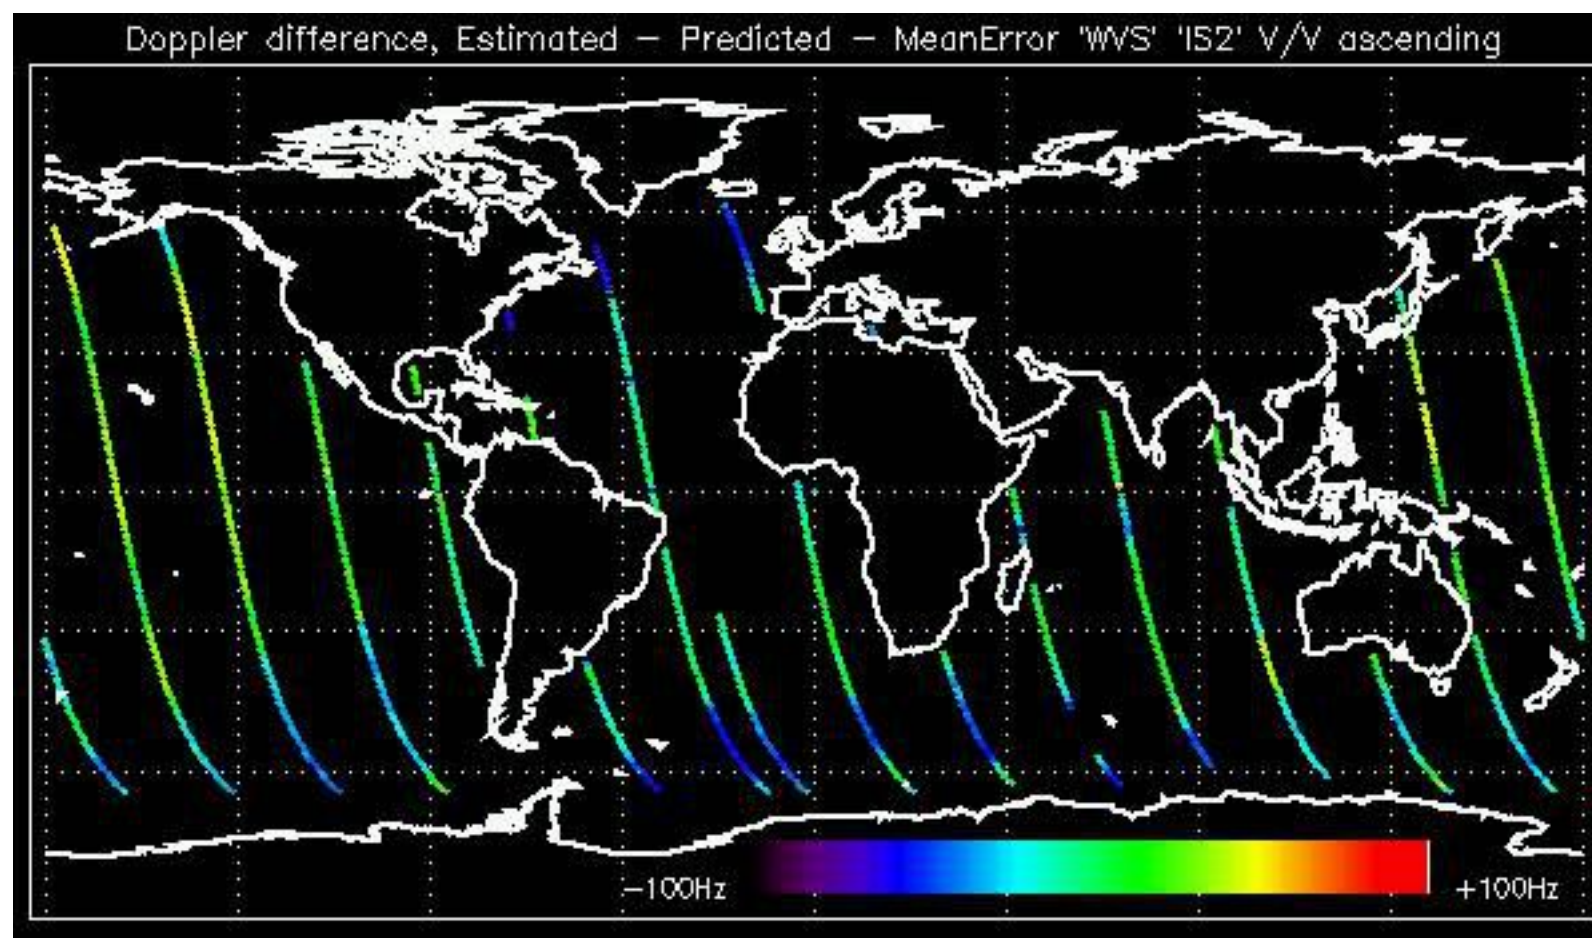 Doppler difference, Estimated – Predicted – MeanError 'WVS' 'IS2' V/V ascending
–100Hz
+100Hz